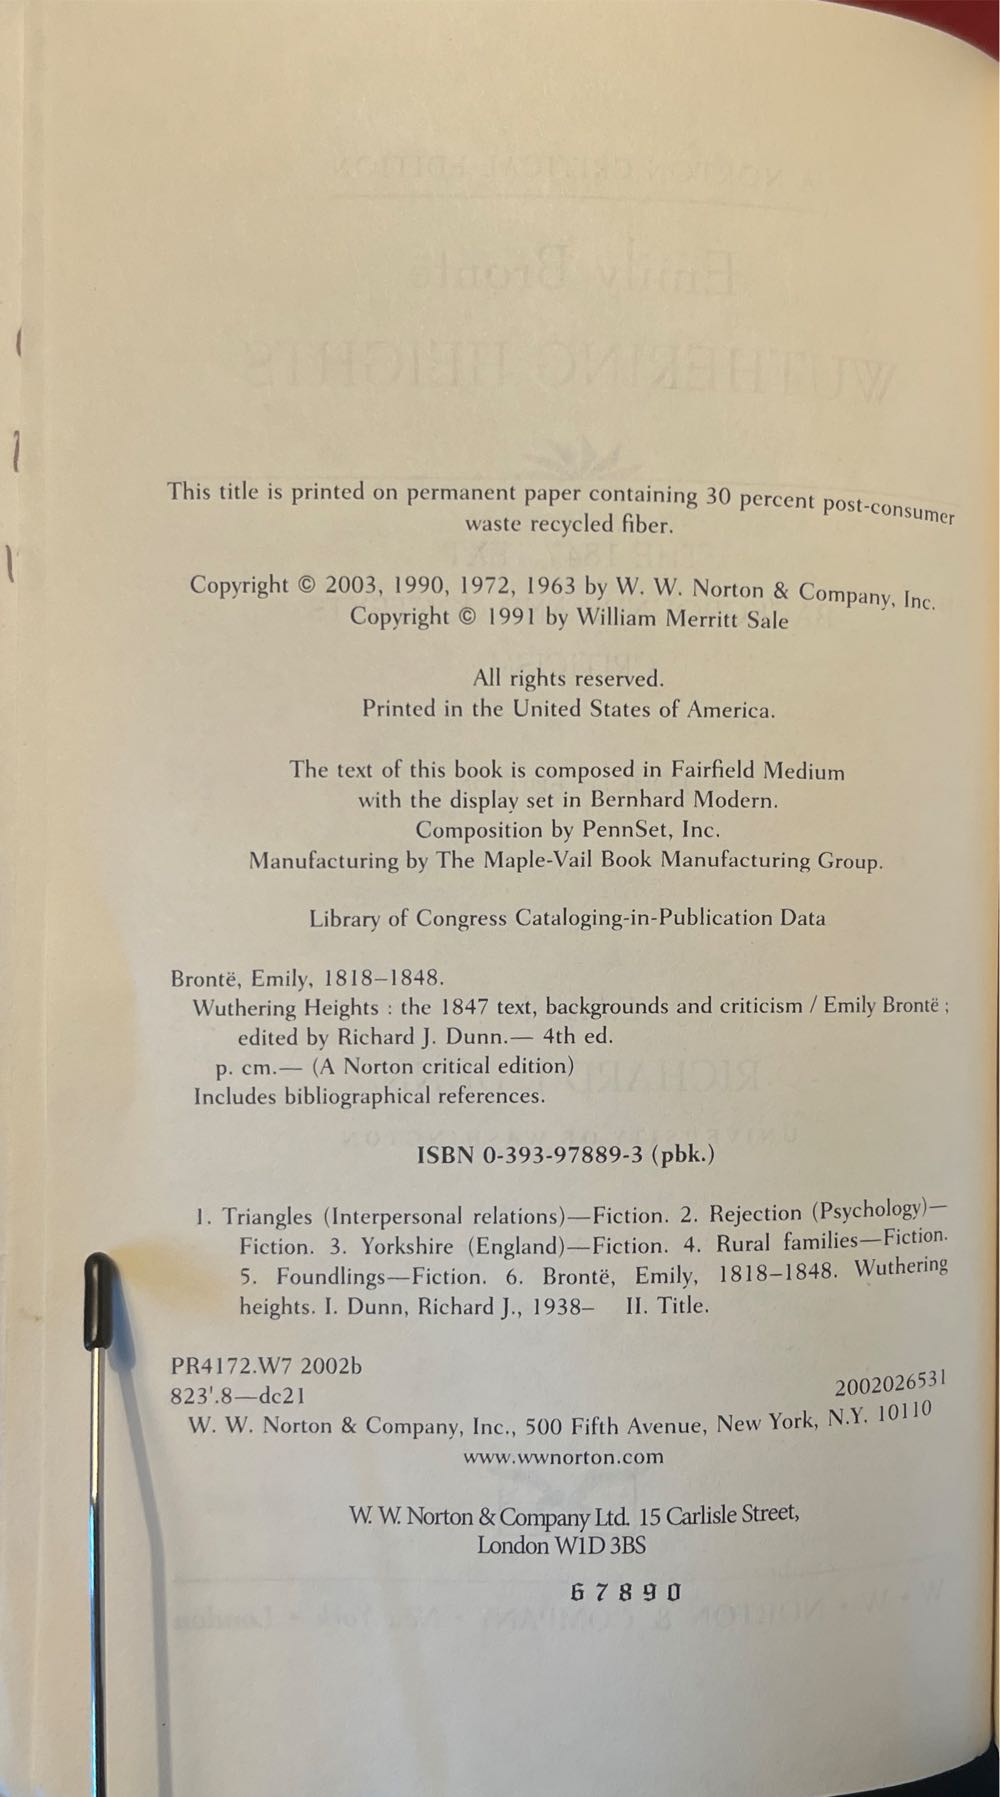 This title is printed on permanent paper containing 30 percent post-consumer
waste recycled fiber.
Copyright © 2003, 1990, 1972, 1963 by W. W. Norton & Company, Inc.
Copyright © 1991 by William Merritt Sale
All rights reserved.
Printed in the United States of America.
The text of this book is composed in Fairfield Medium
with the display set in Bernhard Modern.
Composition by PennSet, Inc.
Manufacturing by The Maple-Vail Book Manufacturing Group.
Library of Congress Cataloging-in-Publication Data
Brontë, Emily, 1818–1848.
Wuthering Heights : the 1847 text, backgrounds and criticism / Emily Brontë ;
edited by Richard J. Dunn.— 4th ed.
p. cm.— (A Norton critical edition)
Includes bibliographical references.
ISBN 0-393-97889-3 (pbk.)
1. Triangles (Interpersonal relations)—Fiction. 2. Rejection (Psychology)—
Fiction. 3. Yorkshire (England)—Fiction. 4. Rural families—Fiction.
5. Foundlings—Fiction. 6. Brontë, Emily, 1818–1848. Wuthering
heights. I. Dunn, Richard J., 1938– II. Title.
PR4172.W7 2002b
823'.8—dc21 2002026531
W. W. Norton & Company, Inc., 500 Fifth Avenue, New York, N.Y. 10110
www.wwnorton.com
W. W. Norton & Company Ltd. 15 Carlisle Street,
London W1D 3BS
6 7 8 9 0